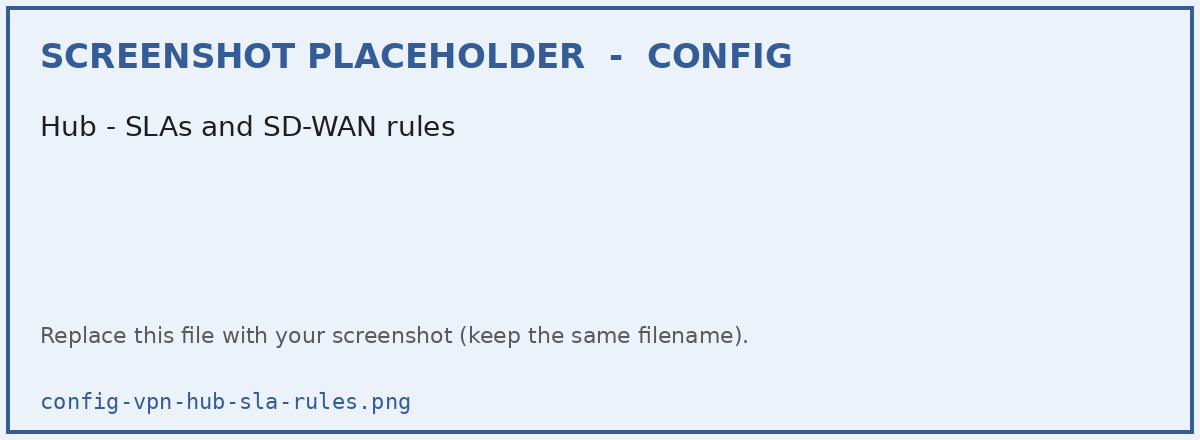 SCREENSHOT PLACEHOLDER - CONFIG
Hub - SLAs and SD-WAN rules
Replace this file with your screenshot (keep the same filename).
config-vpn-hub-sla-rules.png